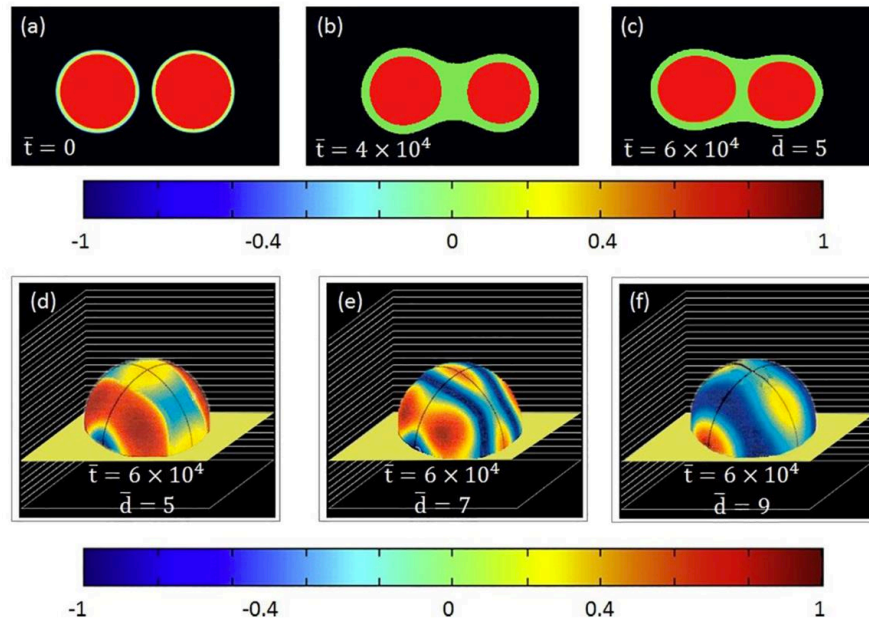 (a) (b) (c)
t̄ = 0 t̄ = 4 × 10⁴ t̄ = 6 × 10⁴ d̄ = 5
-1 -0.4 0 0.4 1
(d) (e) (f)
t̄ = 6 × 10⁴ t̄ = 6 × 10⁴ t̄ = 6 × 10⁴
d̄ = 5 d̄ = 7 d̄ = 9
-1 -0.4 0 0.4 1